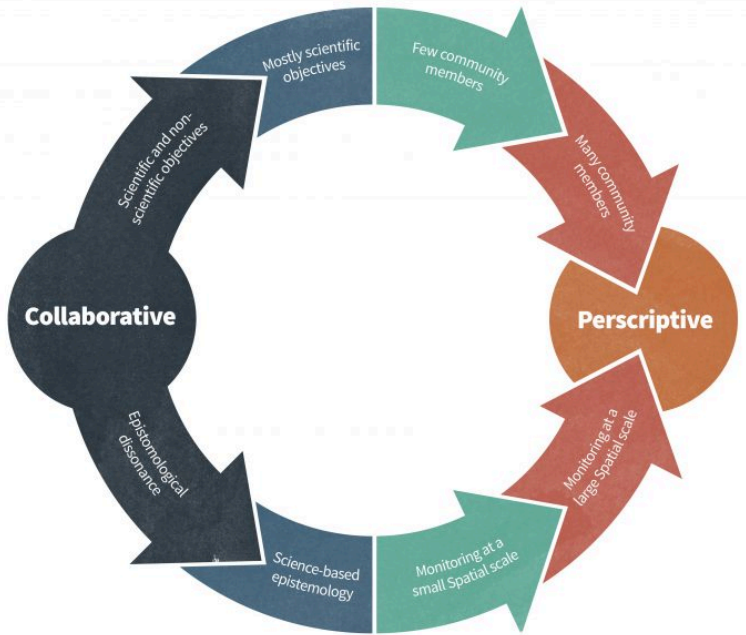 Mostly scientific
objectives
Few community
members
Scientific and non-
scientific objectives
Many community
members
Collaborative
Perscriptive
Epistomological
dissonance
Monitoring at a
large Spatial scale
Science-based
epistemology
Monitoring at a
small Spatial scale